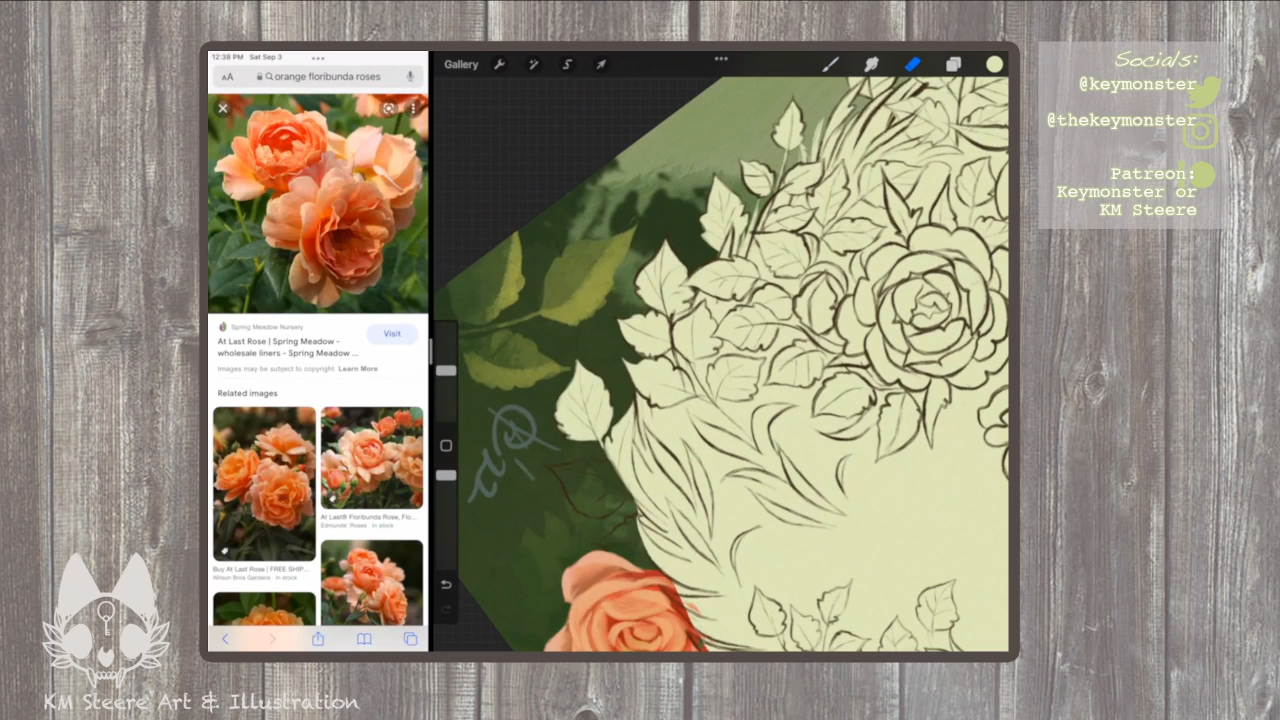 12:38 PM Sat Sep 3
AA orange floribunda roses
Spring Meadow Nursery
At Last Rose | Spring Meadow -
wholesale liners - Spring Meadow ...
Visit
Images may be subject to copyright. Learn More
Related images
At Last® Floribunda Rose, Flo...
Edmunds' Roses · In stock
Buy At Last Rose | FREE SHIP...
Wilson Bros Gardens · In stock
Gallery
Socials:
@keymonster
@thekeymonster
Patreon:
Keymonster or
KM Steere
KM Steere Art & Illustration